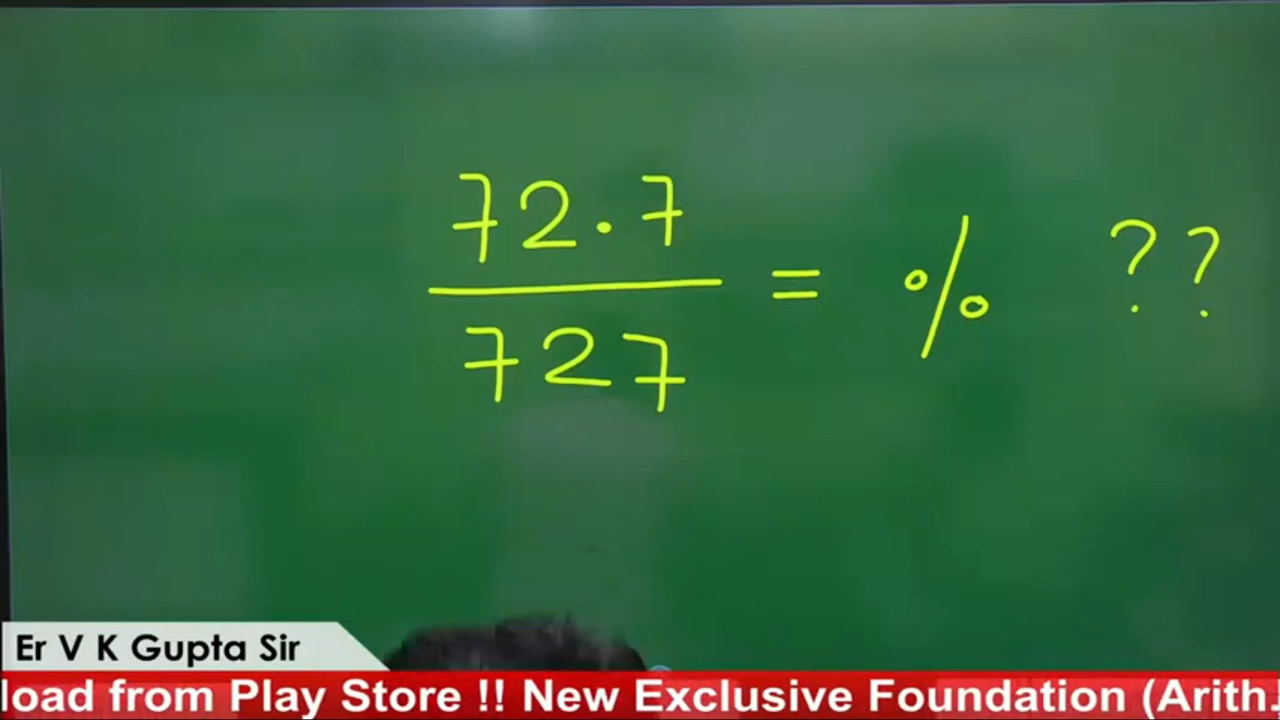 72.7
727
= % ??
Er V K Gupta Sir
load from Play Store !! New Exclusive Foundation (Arith.